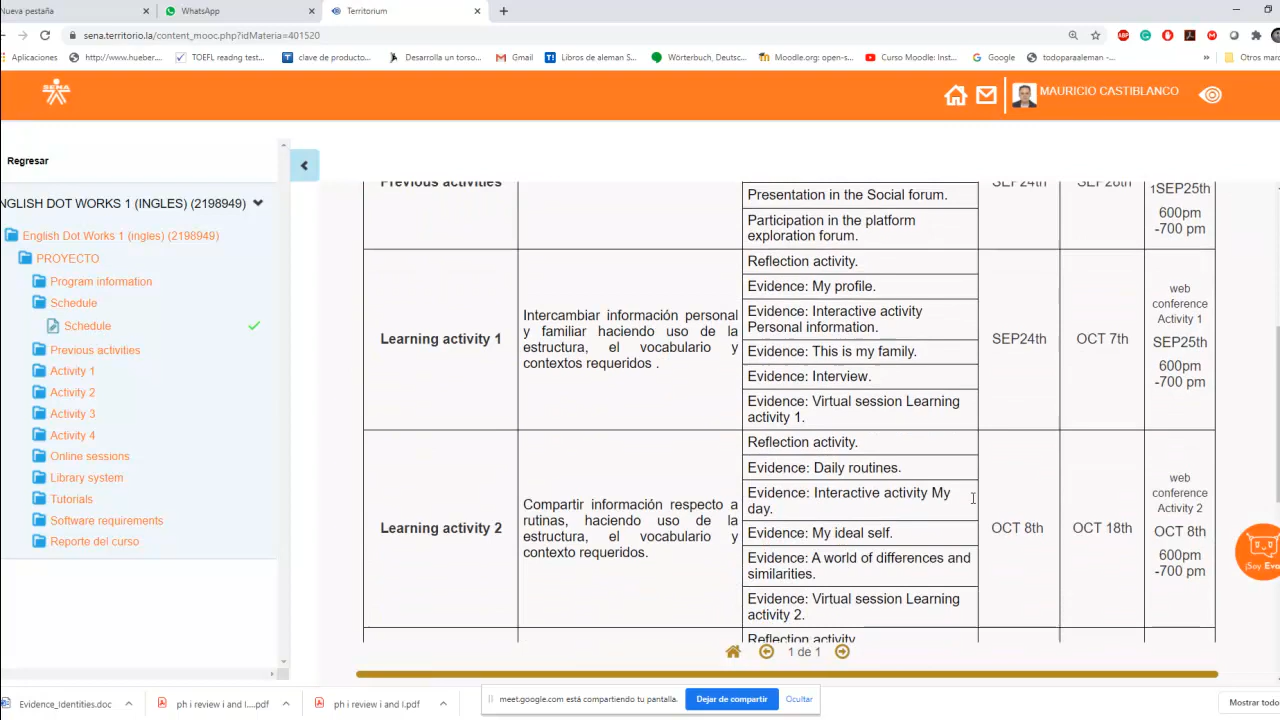 Nueva pestaña
WhatsApp
Territorium
sena.territorio.la/content_mooc.php?idMateria=401520
Aplicaciones
http://www.hueber....
TOEFL readng test...
clave de producto...
Desarrolla un torso...
Gmail
Libros de aleman S...
Wörterbuch, Deutsc...
Moodle.org: open-s...
Curso Moodle: Inst...
Google
todoparaaleman -...
Otros marc
SENA
MAURICIO CASTIBLANCO
Regresar
NGLISH DOT WORKS 1 (INGLES) (2198949)
English Dot Works 1 (ingles) (2198949)
PROYECTO
Program information
Schedule
Schedule
Previous activities
Activity 1
Activity 2
Activity 3
Activity 4
Online sessions
Library system
Tutorials
Software requirements
Reporte del curso
Previous activities
Presentation in the Social forum.
Participation in the platform
exploration forum.
SEP24th
SEP28th
1SEP25th
600pm
-700 pm
Learning activity 1
Intercambiar información personal
y familiar haciendo uso de la
estructura, el vocabulario y
contextos requeridos .
Reflection activity.
Evidence: My profile.
Evidence: Interactive activity
Personal information.
Evidence: This is my family.
Evidence: Interview.
Evidence: Virtual session Learning
activity 1.
SEP24th
OCT 7th
web
conference
Activity 1
SEP25th
600pm
-700 pm
Learning activity 2
Compartir información respecto a
rutinas, haciendo uso de la
estructura, el vocabulario y
contexto requeridos.
Reflection activity.
Evidence: Daily routines.
Evidence: Interactive activity My
day.
Evidence: My ideal self.
Evidence: A world of differences and
similarities.
Evidence: Virtual session Learning
activity 2.
OCT 8th
OCT 18th
web
conference
Activity 2
OCT 8th
600pm
-700 pm
Reflection activity
1 de 1
¡Soy Eva
Evidence_Identities.doc
ph i review i and I....pdf
ph i review i and I.pdf
meet.google.com está compartiendo tu pantalla.
Dejar de compartir
Ocultar
Mostrar todo